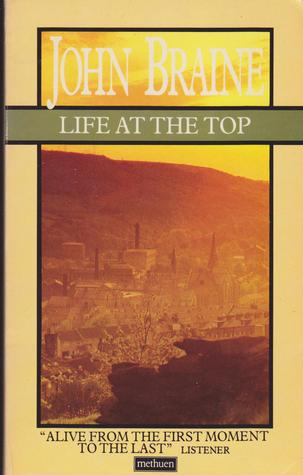 JOHN BRAINE
LIFE AT THE TOP
"ALIVE FROM THE FIRST MOMENT
TO THE LAST" LISTENER
methuen